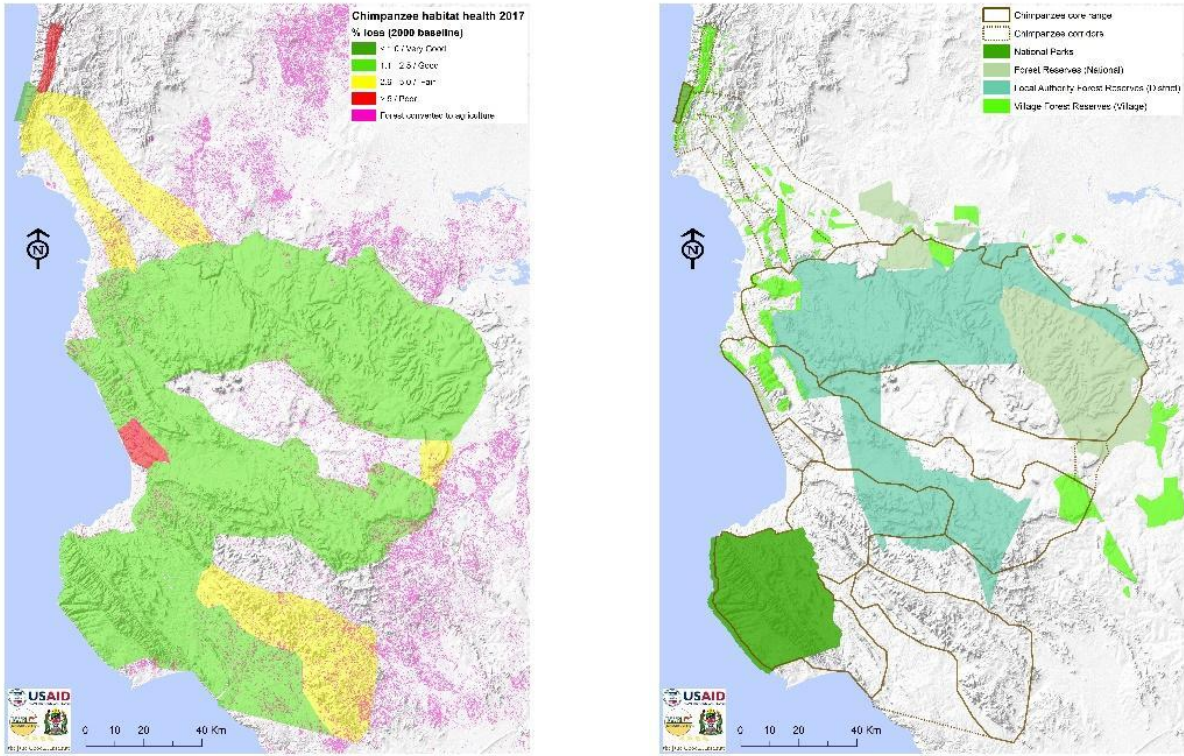 Chimpanzee habitat health 2017
% loss (2000 baseline)
/ Very Good
/ Good
/ Fair
> 5 / Poor
Forest converted to agriculture
N
USAID
0 20 40 Km
Chimpanzee core range
Chimpanzee corridors
National Parks
Forest Reserves (National)
Local Authority Forest Reserves (District)
Village Forest Reserves (Village)
N
USAID
0 20 40 Km